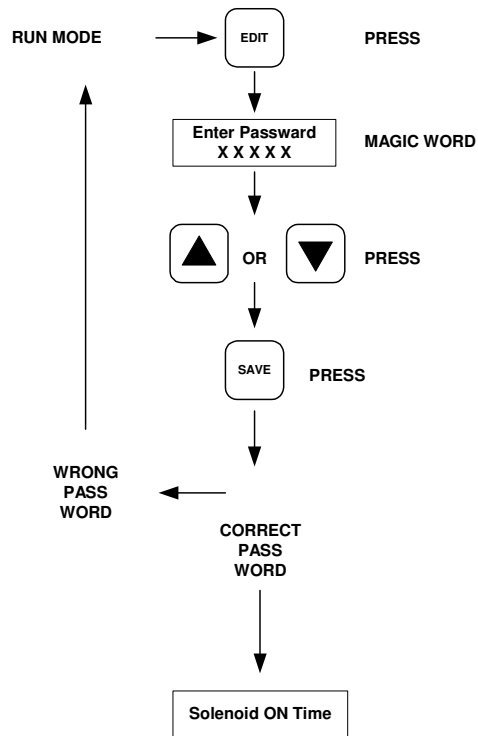 RUN MODE
EDIT
PRESS
Enter Passward
X X X X X
MAGIC WORD
OR
PRESS
SAVE
PRESS
WRONG
PASS
WORD
CORRECT
PASS
WORD
Solenoid ON Time